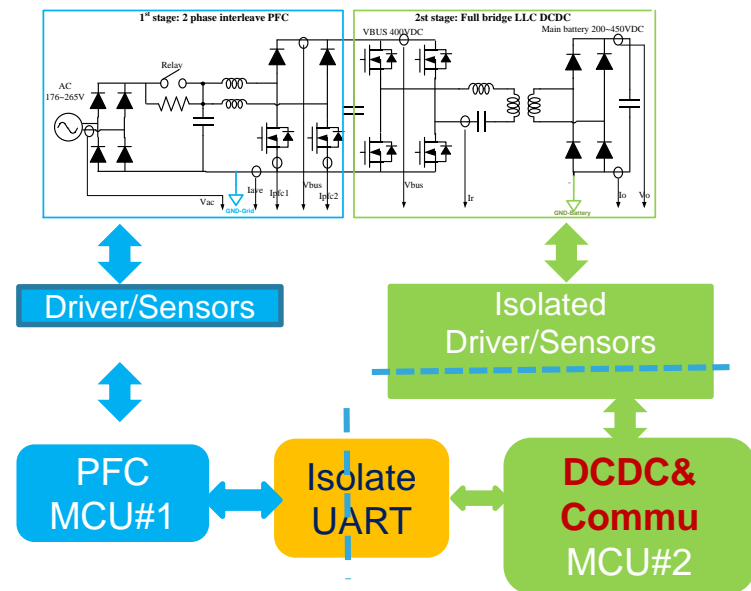 1st stage: 2 phase interleave PFC
2st stage: Full bridge LLC DCDC
VBUS 400VDC
Main battery 200~450VDC
Relay
AC
176~265V
Vac
GND-Grid
Iave
Ipfc1
Vbus
Ipfc2
Vbus
Ir
GND-Battery
Io
Vo
Driver/Sensors
Isolated
Driver/Sensors
PFC
MCU#1
Isolate
UART
DCDC&
Commu
MCU#2